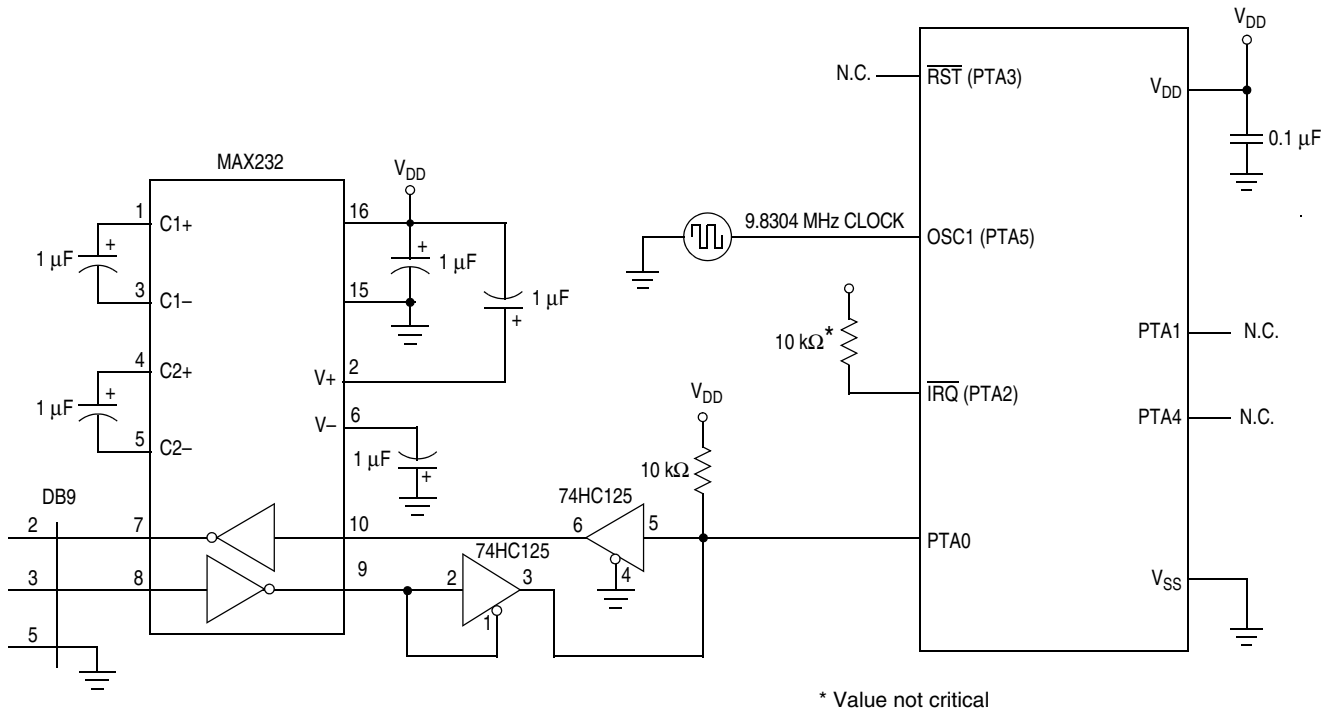 V_DD
N.C.
RST (PTA3)
V_DD
0.1 µF
MAX232
V_DD
1
C1+
16
+
1 µF
+
1 µF
3
C1–
15
1 µF
+
9.8304 MHz CLOCK
OSC1 (PTA5)
10 kΩ*
PTA1
N.C.
4
C2+
V+
2
V_DD
IRQ (PTA2)
+
1 µF
6
V–
PTA4
N.C.
5
C2–
1 µF
+
10 kΩ
DB9
74HC125
2
7
10
6
5
PTA0
74HC125
4
3
8
9
2
3
1
V_SS
5
* Value not critical